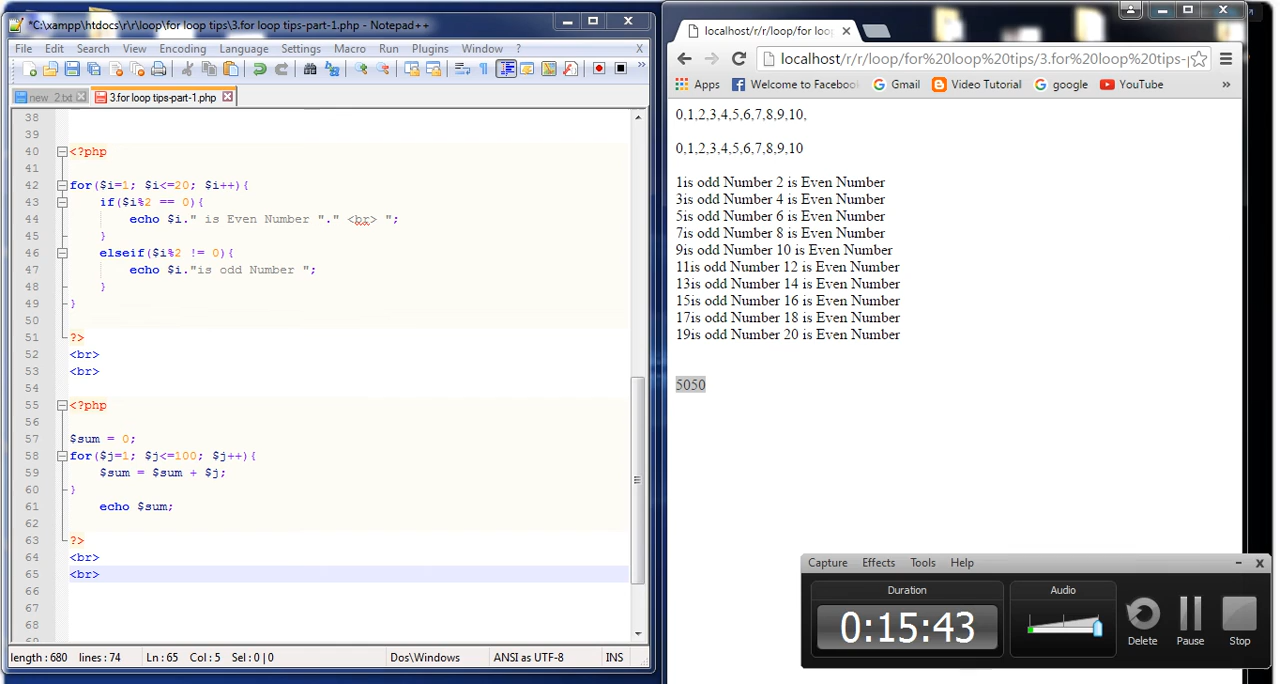 *C:\xampp\htdocs\r\r\loop\for loop tips\3.for loop tips-part-1.php - Notepad++
File Edit Search View Encoding Language Settings Macro Run Plugins Window ? X
new 2.txt 3.for loop tips-part-1.php
38
39
40 <?php
41
42 for($i=1; $i<=20; $i++){
43 if($i%2 == 0){
44 echo $i." is Even Number "." <br> ";
45 }
46 elseif($i%2 != 0){
47 echo $i."is odd Number ";
48 }
49 }
50
51 ?>
52 <br>
53 <br>
54
55 <?php
56
57 $sum = 0;
58 for($j=1; $j<=100; $j++){
59 $sum = $sum + $j;
60 }
61 echo $sum;
62
63 ?>
64 <br>
65 <br>
66
67
68
length : 680 lines : 74 Ln : 65 Col : 5 Sel : 0 | 0 Dos\Windows ANSI as UTF-8 INS
localhost/r/r/loop/for loo
localhost/r/r/loop/for%20loop%20tips/3.for%20loop%20tips-
Apps Welcome to Facebook Gmail Video Tutorial google YouTube »
0,1,2,3,4,5,6,7,8,9,10,
0,1,2,3,4,5,6,7,8,9,10
1is odd Number 2 is Even Number
3is odd Number 4 is Even Number
5is odd Number 6 is Even Number
7is odd Number 8 is Even Number
9is odd Number 10 is Even Number
11is odd Number 12 is Even Number
13is odd Number 14 is Even Number
15is odd Number 16 is Even Number
17is odd Number 18 is Even Number
19is odd Number 20 is Even Number
5050
Capture Effects Tools Help
Duration Audio
0:15:43
Delete Pause Stop